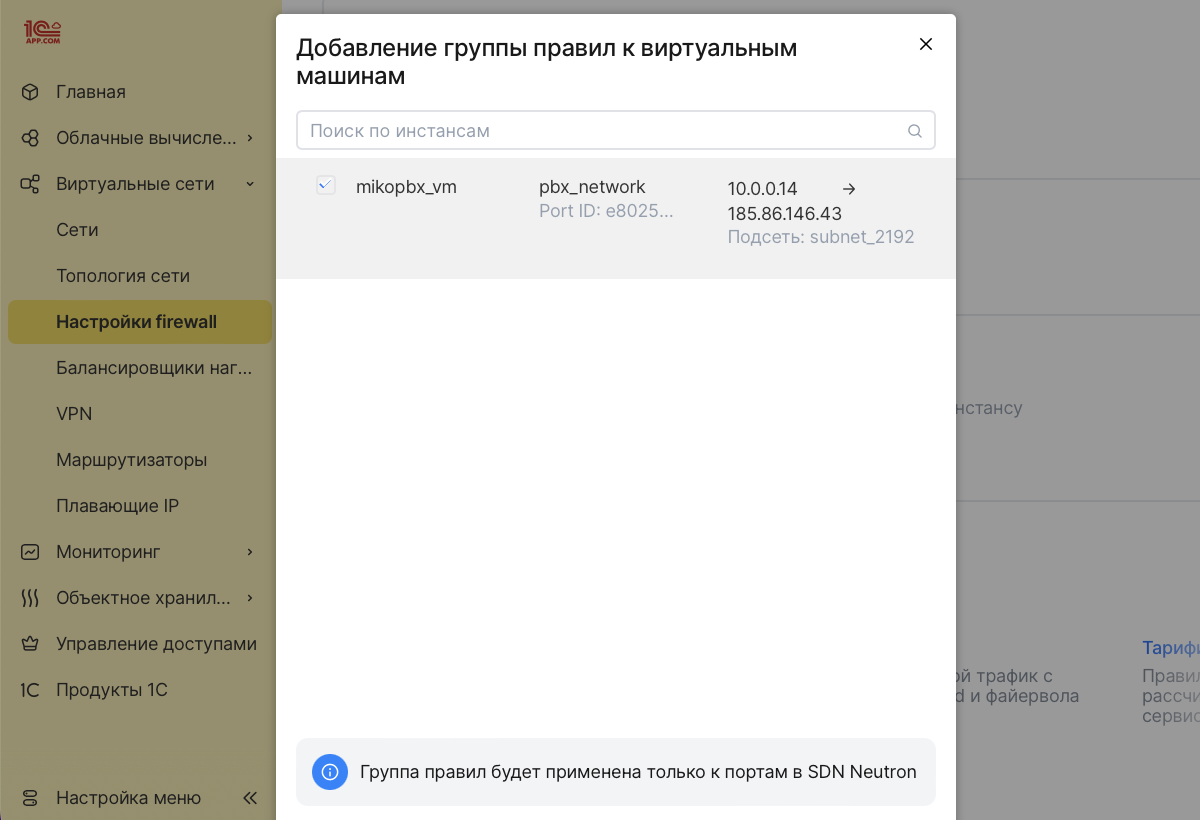 1C
APP.COM
Главная
Облачные вычисле...
Виртуальные сети
Сети
Топология сети
Настройки firewall
Балансировщики наг...
VPN
Маршрутизаторы
Плавающие IP
Мониторинг
Объектное хранил...
Управление доступами
1C Продукты 1С
Настройка меню
Добавление группы правил к виртуальным
машинам
Поиск по инстансам
mikopbx_vm
pbx_network
Port ID: e8025...
10.0.0.14 →
185.86.146.43
Подсеть: subnet_2192
Группа правил будет применена только к портам в SDN Neutron
нстансу
ой трафик с
d и файервола
Тарифи
Правил
рассчи
сервис